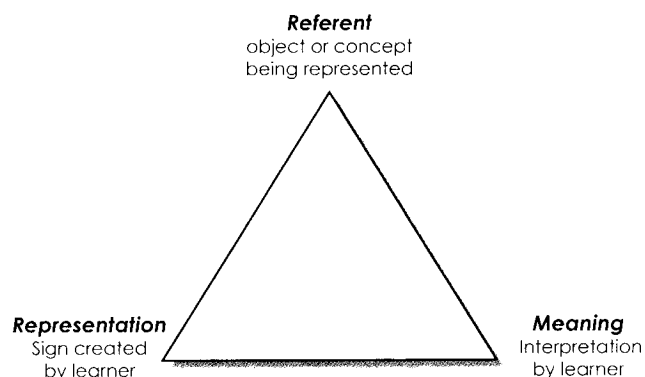 Referent
object or concept
being represented
Representation
Sign created
by learner
Meaning
Interpretation
by learner